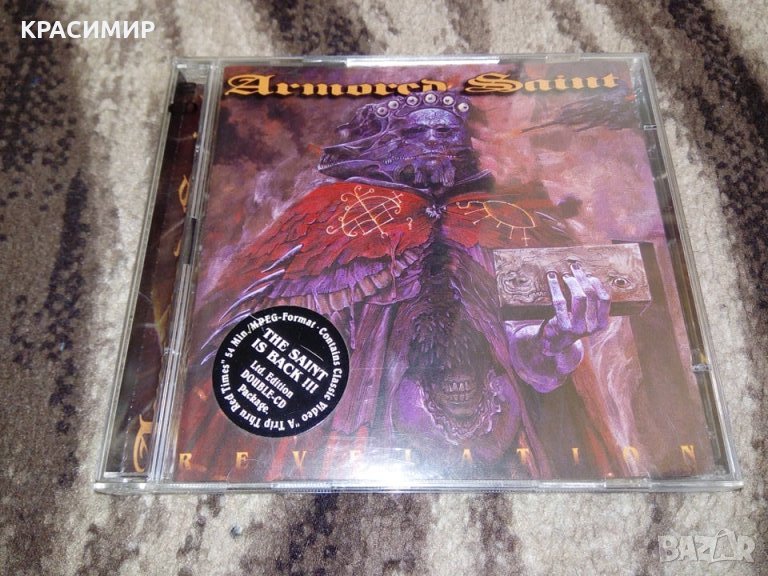 КРАСИМИР
Armored Saint
54 Min./MPEG-Format · Contains Classic Video "A Trip Thru Red Times"
THE SAINT
IS BACK !!!
Ltd. Edition
DOUBLE-CD
Package.
REVELATION
BAZAR